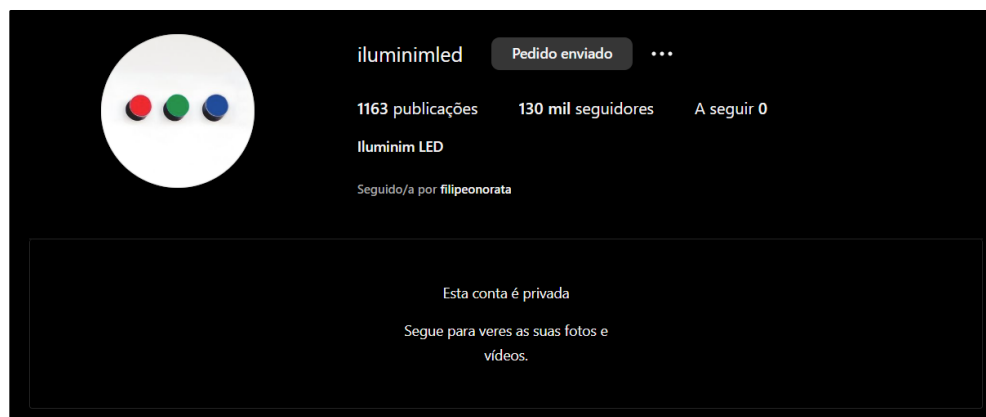 iluminimled Pedido enviado
1163 publicações 130 mil seguidores A seguir 0
Iluminim LED
Seguido/a por filipeonorata
Esta conta é privada
Segue para veres as suas fotos e
vídeos.